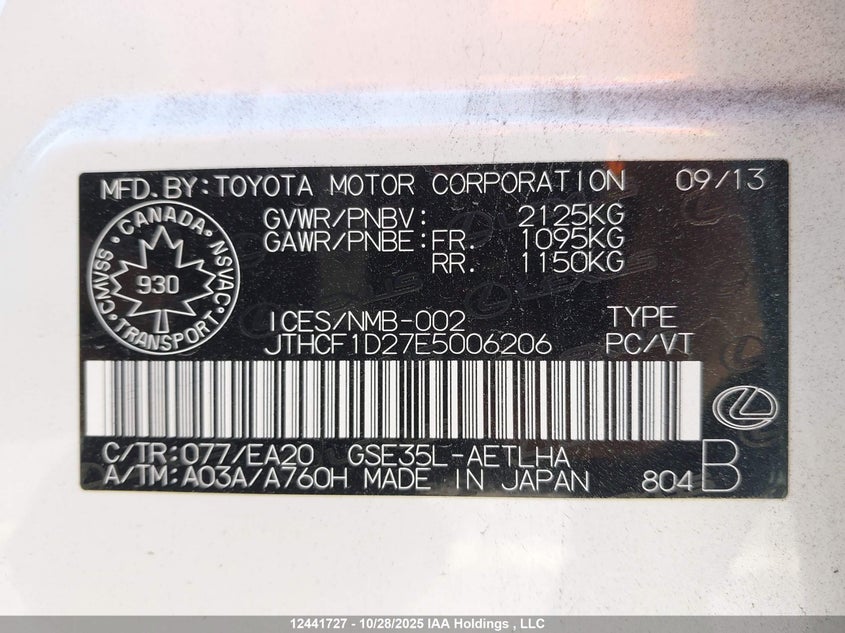 MFD.BY:TOYOTA MOTOR CORPORATION 09/13
GVWR/PNBV: 2125KG
GAWR/PNBE:FR. 1095KG
RR. 1150KG
CANADA
CMVSS NSVAC
930
TRANSPORT
ICES/NMB-002 TYPE
JTHCF1D27E5006206 PC/VT
C/TR:077/EA20 GSE35L-AETLHA
A/TM:A03A/A760H MADE IN JAPAN 804 B
12441727 - 10/28/2025 IAA Holdings , LLC